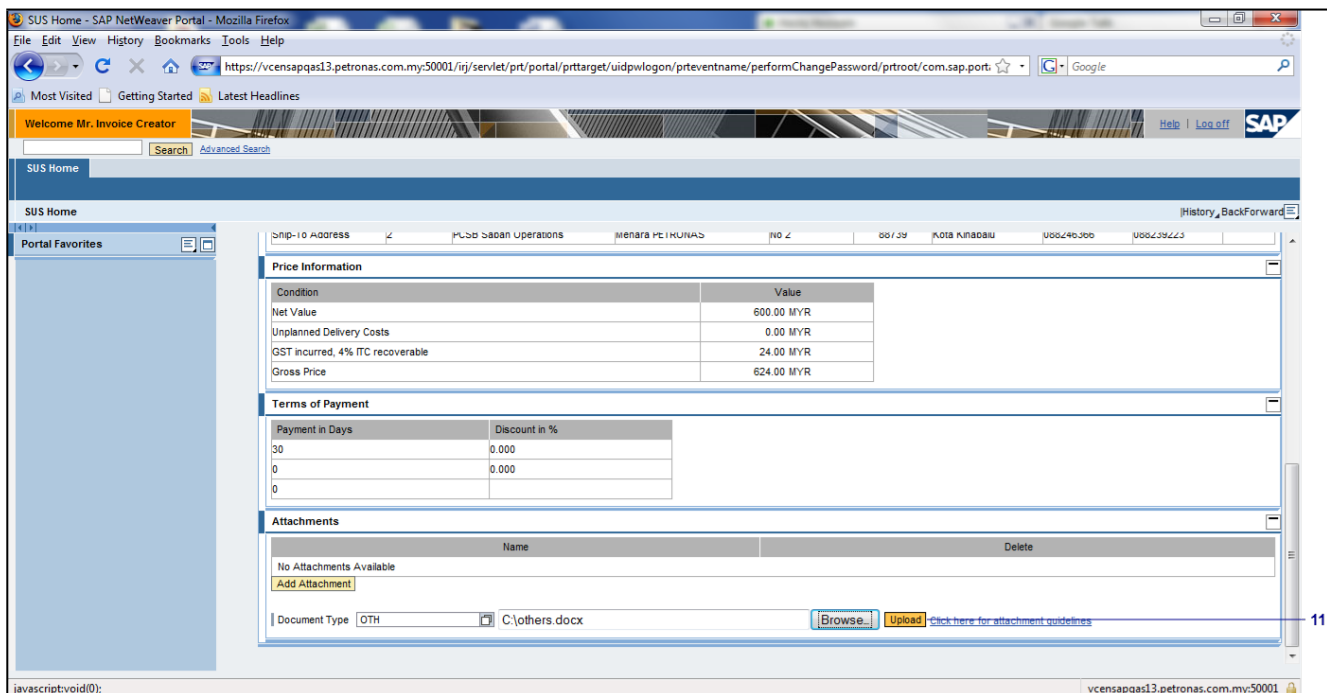 SUS Home - SAP NetWeaver Portal - Mozilla Firefox
File Edit View History Bookmarks Tools Help
https://vcensapqas13.petronas.com.my:50001/irj/servlet/prt/portal/prttarget/uidpwlogon/prteventname/performChangePassword/prtroot/com.sap.port
Google
Most Visited Getting Started Latest Headlines
Welcome Mr. Invoice Creator
Help | Log off
SAP
Search Advanced Search
SUS Home
SUS Home
|History BackForward
Portal Favorites
Ship-To Address 2 PCSB Sabah Operations Menara PETRONAS No 2 88739 Kota Kinabalu 088246366 088239223
Price Information
Condition Value
Net Value 600.00 MYR
Unplanned Delivery Costs 0.00 MYR
GST incurred, 4% ITC recoverable 24.00 MYR
Gross Price 624.00 MYR
Terms of Payment
Payment in Days Discount in %
30 0.000
0 0.000
0
Attachments
Name Delete
No Attachments Available
Add Attachment
Document Type OTH C:\others.docx Browse... Upload Click here for attachment guidelines
11
javascript:void(0);
vcensapqas13.petronas.com.my:50001